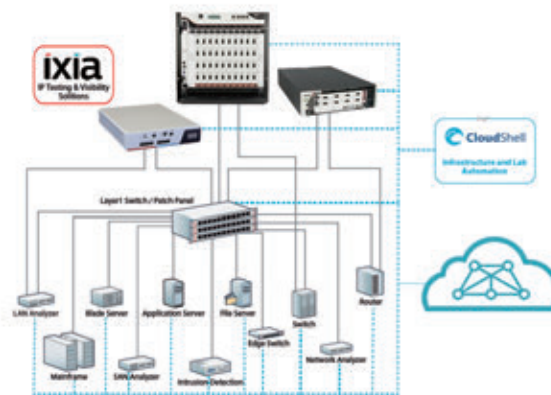 ixia
IP Testing & Visibility
Solutions
CloudShell
Infrastructure and Lab
Automation
Layer1 Switch / Patch Panel
LAN Analyzer
Blade Server
Application Server
File Server
Switch
Router
Mainframe
SAN Analyzer
Intrusion Detection
Edge Switch
Network Analyzer